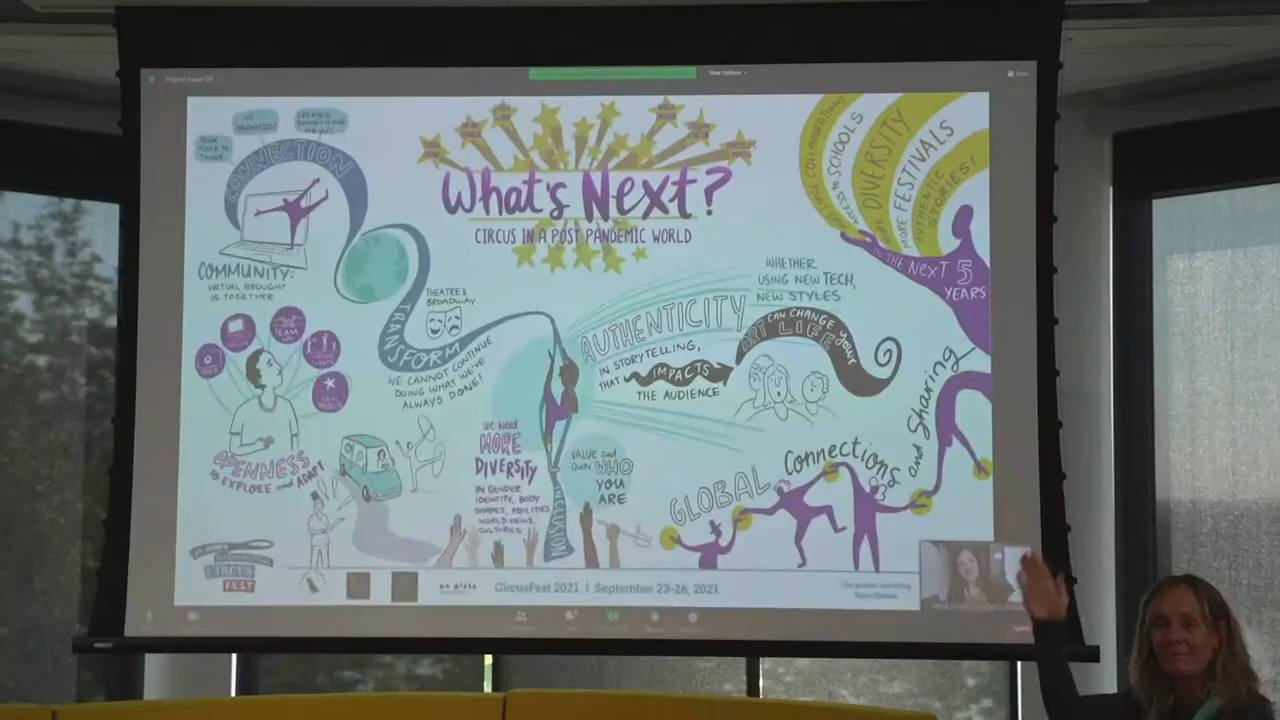 View Options
TOOK
TIME TO
THINK
CREATED
SOMETHING
NEW!
CONNECTION
COMMUNITY:
VIRTUAL BROUGHT
US TOGETHER
What's Next?
CIRCUS IN A POST PANDEMIC WORLD
ACCESS to SCHOOLS
MORE DIVERSITY
MORE FESTIVALS
AUTHENTIC
STORIES!
IN THE NEXT 5
YEARS
THEATRE &
BROADWAY
TRANSFORM
WE CANNOT CONTINUE
DOING WHAT WE'VE
ALWAYS DONE!
AUTHENTICITY
IN STORYTELLING,
THAT IMPACTS
THE AUDIENCE
WHETHER
USING NEW TECH,
NEW STYLES
ART CAN CHANGE your
LIFE
OPENNESS
to EXPLORE and ADAPT
WE NEED
MORE
DIVERSITY
IN GENDER
IDENTITY, BODY
SHAPES, ABILITIES
WORLD VIEWS,
CULTURES
VALUE and
OWN WHO
YOU
ARE
INCLUSION
GLOBAL Connections and Sharing
CIRCUS
FEST
CircusFest 2021 | September 23-26, 2021